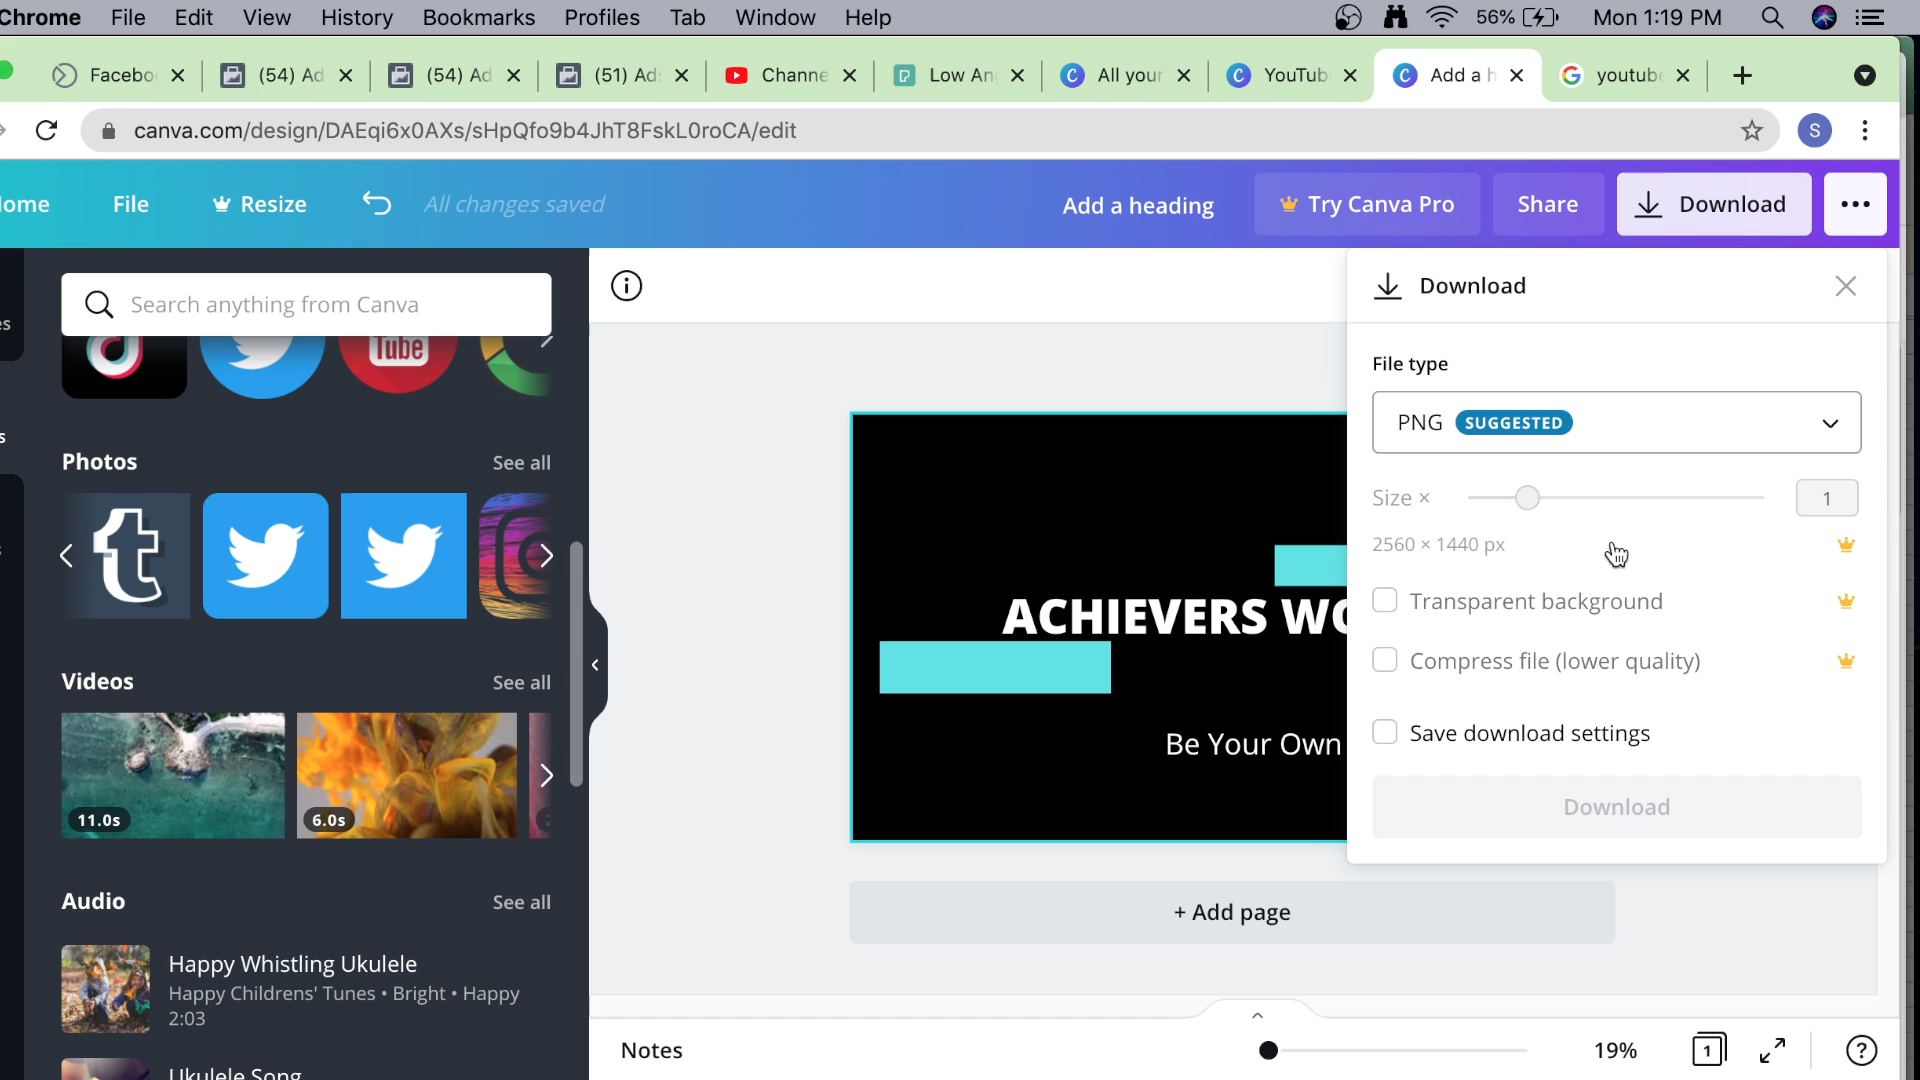 Chrome File Edit View History Bookmarks Profiles Tab Window Help 56% Mon 1:19 PM
Facebo (54) Ad (54) Ad (51) Ads Channe Low An All your YouTub Add a h youtube
canva.com/design/DAEqi6x0AXs/sHpQfo9b4JhT8FskL0roCA/edit S
ome File Resize All changes saved Add a heading Try Canva Pro Share Download
Search anything from Canva
Download
es
Tube
File type
PNG SUGGESTED
s
Photos See all
Size × 1
2560 × 1440 px
t
Transparent background
ACHIEVERS WO
Compress file (lower quality)
Videos See all
Save download settings
Be Your Own
11.0s 6.0s
Download
Audio See all
+ Add page
Happy Whistling Ukulele
Happy Childrens' Tunes • Bright • Happy
2:03
Notes 19% 1 ?
Ukulele Song